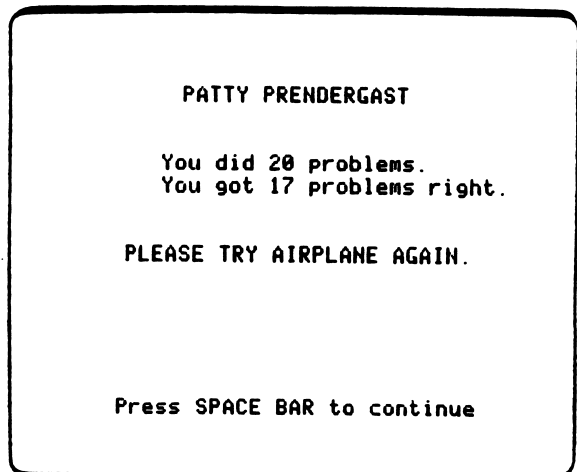 PATTY PRENDERGAST
You did 20 problems.
You got 17 problems right.
PLEASE TRY AIRPLANE AGAIN.
Press SPACE BAR to continue